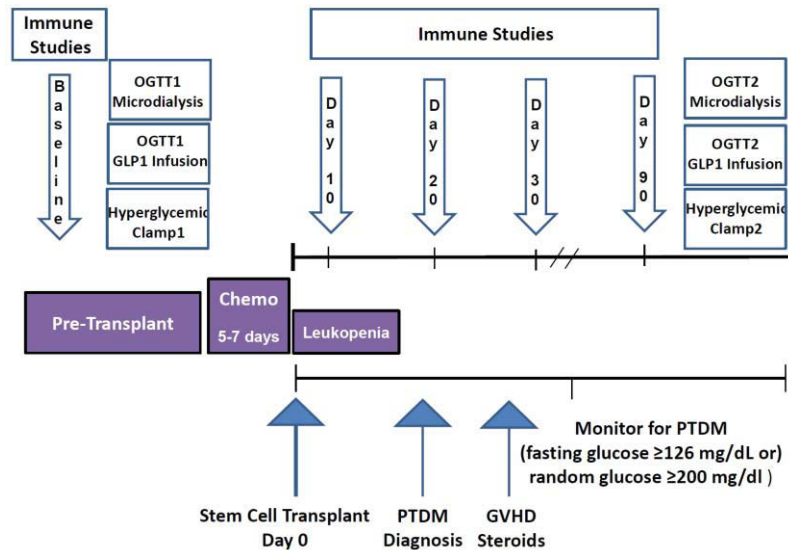 Immune
Studies
Immune Studies
Baseline
OGTT1
Microdialysis
OGTT1
GLP1 Infusion
Hyperglycemic
Clamp1
Day 10
Day 20
Day 30
Day 90
OGTT2
Microdialysis
OGTT2
GLP1 Infusion
Hyperglycemic
Clamp2
Pre-Transplant
Chemo
5-7 days
Leukopenia
Stem Cell Transplant
Day 0
PTDM
Diagnosis
GVHD
Steroids
Monitor for PTDM
(fasting glucose ≥126 mg/dL or)
random glucose ≥200 mg/dl )